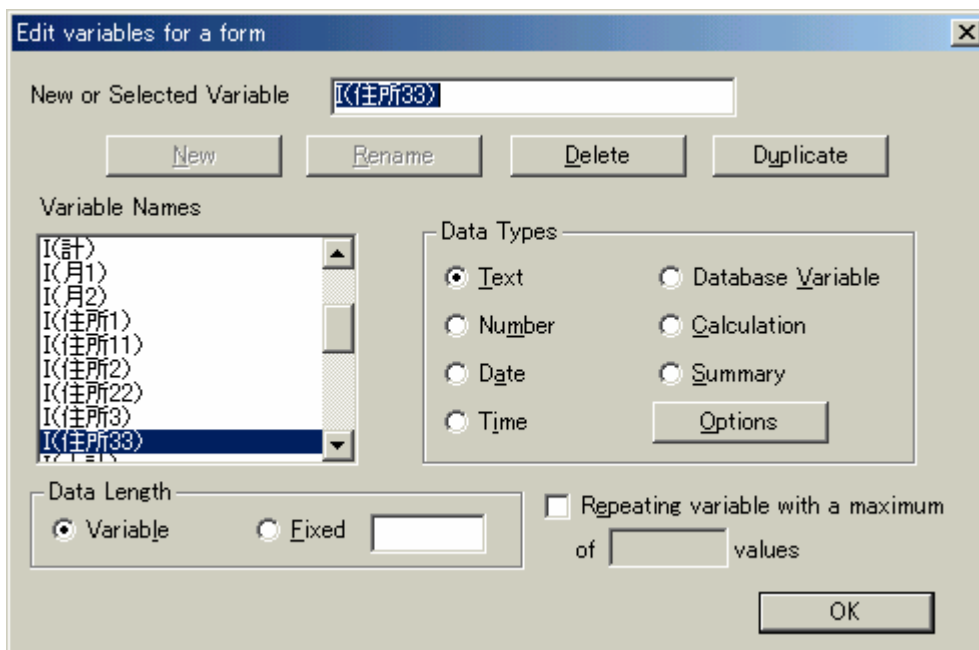 Edit variables for a form
New or Selected Variable I(住所33)
New Rename Delete Duplicate
Variable Names
I(計)
I(月1)
I(月2)
I(住所1)
I(住所11)
I(住所2)
I(住所22)
I(住所3)
I(住所33)
Data Types
Text Database Variable
Number Calculation
Date Summary
Time Options
Data Length
Variable Fixed
Repeating variable with a maximum
of values
OK